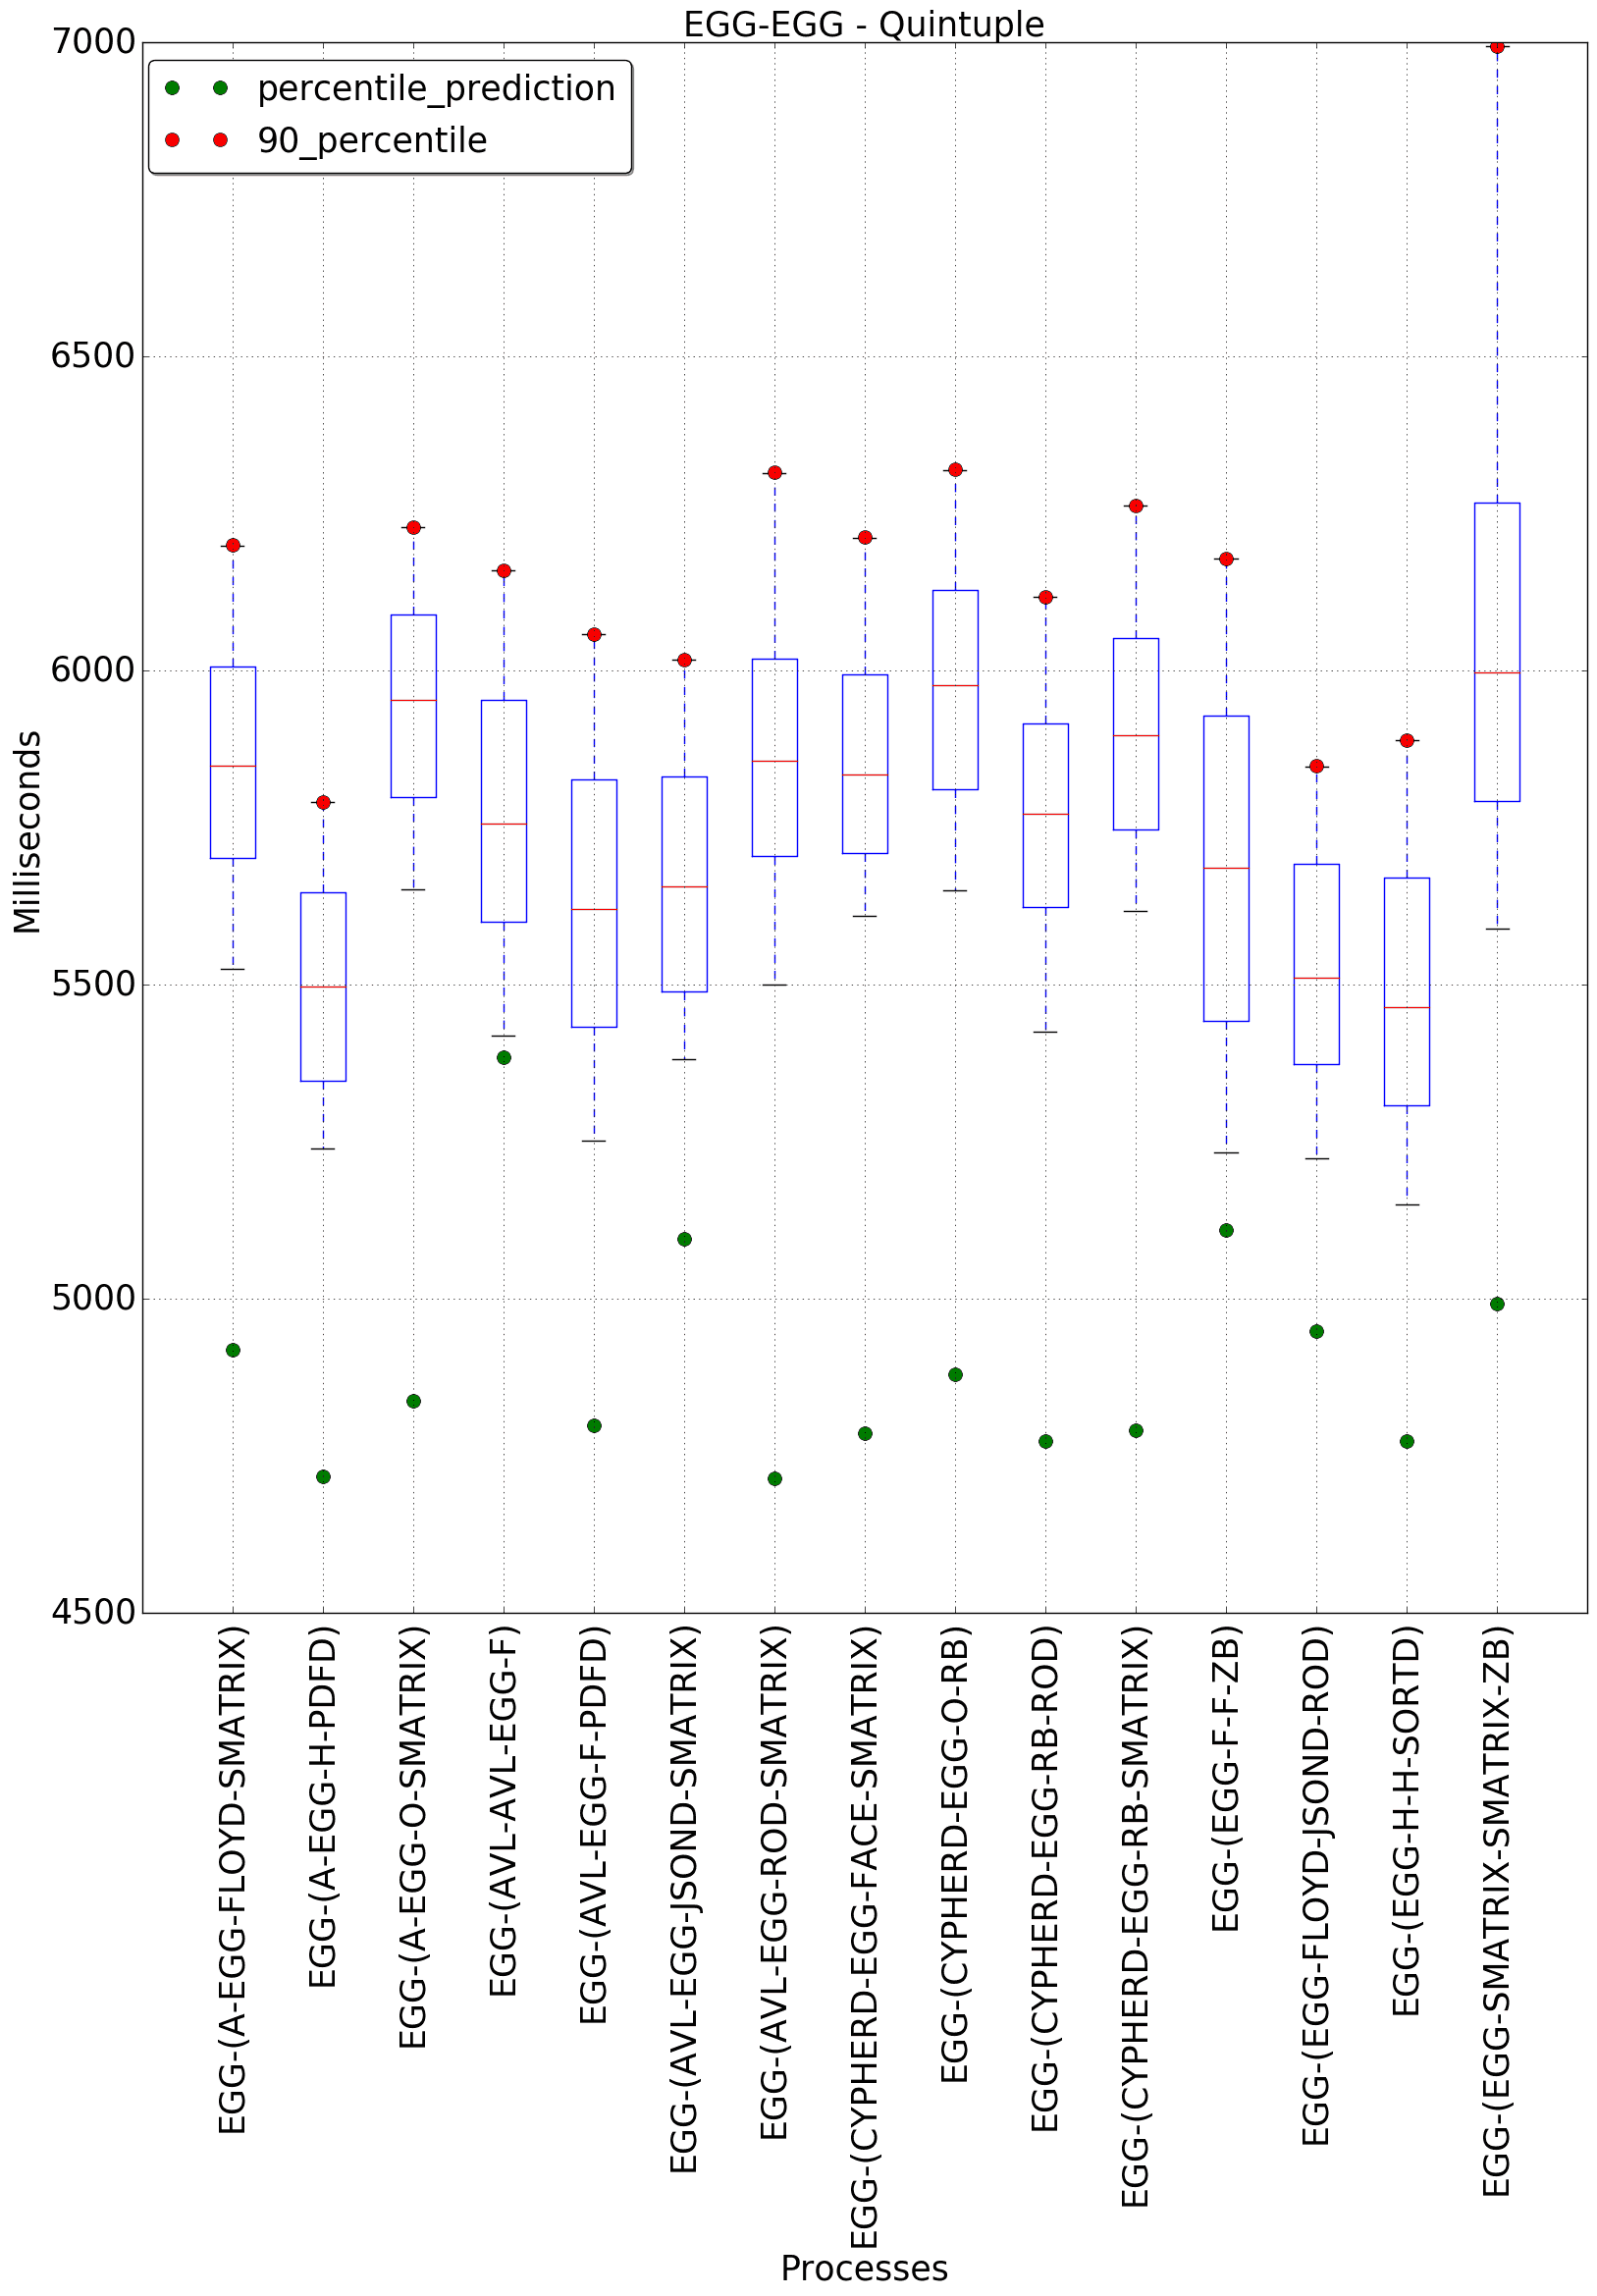 EGG-EGG - Quintuple
percentile_prediction
90_percentile
Milliseconds
7000
6500
6000
5500
5000
4500
EGG-(A-EGG-FLOYD-SMATRIX)
EGG-(A-EGG-H-PDFD)
EGG-(A-EGG-O-SMATRIX)
EGG-(AVL-AVL-EGG-F)
EGG-(AVL-EGG-F-PDFD)
EGG-(AVL-EGG-JSOND-SMATRIX)
EGG-(AVL-EGG-ROD-SMATRIX)
EGG-(CYPHERD-EGG-FACE-SMATRIX)
EGG-(CYPHERD-EGG-O-RB)
EGG-(CYPHERD-EGG-RB-ROD)
EGG-(CYPHERD-EGG-RB-SMATRIX)
EGG-(EGG-F-F-ZB)
EGG-(EGG-FLOYD-JSOND-ROD)
EGG-(EGG-H-H-SORTD)
EGG-(EGG-SMATRIX-SMATRIX-ZB)
Processes